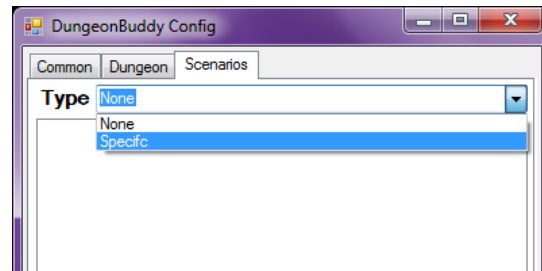 DungeonBuddy Config
Common Dungeon Scenarios
Type None
None
Specifc